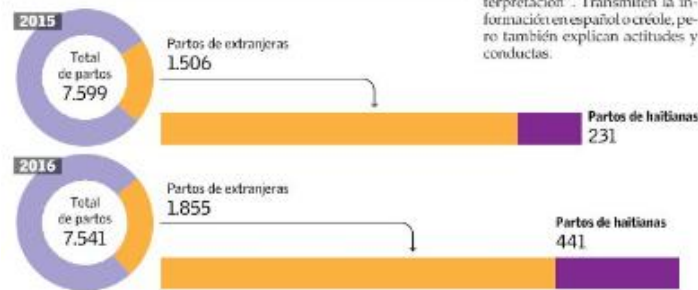 terpretación". Transmiten la in-
formación en español o créole, pe-
ro también explican actitudes y
conductas.
2015
Total
de partos
7.599
Partos de extranjeras
1.506
Partos de haitianas
231
2016
Total
de partos
7.541
Partos de extranjeras
1.855
Partos de haitianas
441